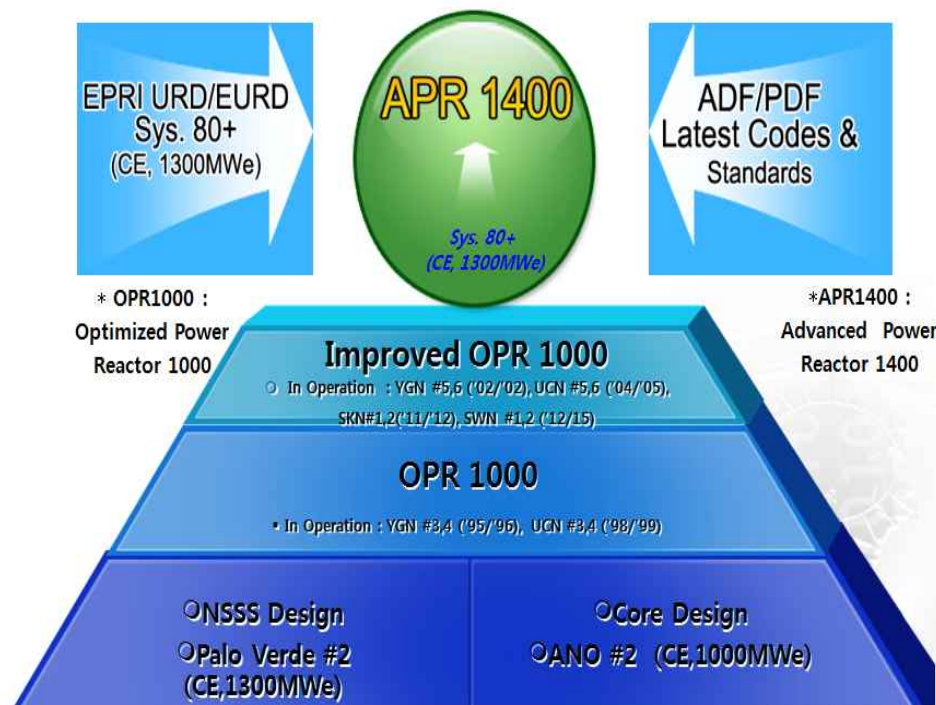 EPRI URD/EURD
Sys. 80+
(CE, 1300MWe)
APR 1400
Sys. 80+
(CE, 1300MWe)
ADF/PDF
Latest Codes &
Standards
* OPR1000 :
Optimized Power
Reactor 1000
*APR1400 :
Advanced Power
Reactor 1400
Improved OPR 1000
○ In Operation : YGN #5,6 ('02/'02), UCN #5,6 ('04/'05),
SKN#1,2('11/'12), SWN #1,2 ('12/15)
OPR 1000
▪ In Operation : YGN #3,4 ('95/'96), UCN #3,4 ('98/'99)
○NSSS Design
○Palo Verde #2
(CE,1300MWe)
○Core Design
○ANO #2 (CE,1000MWe)